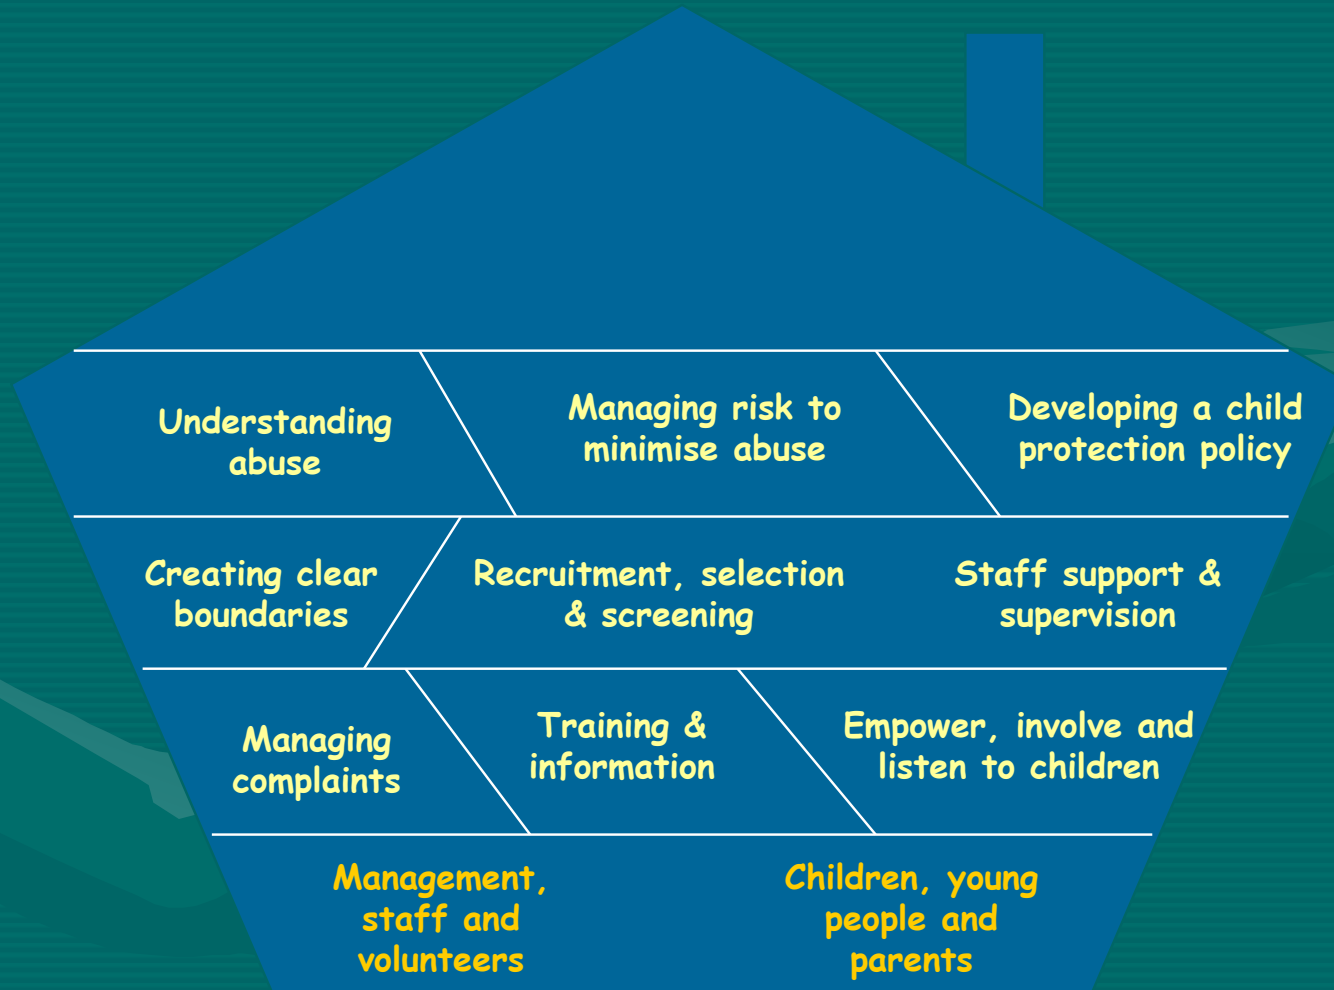 Understanding
abuse
Managing risk to
minimise abuse
Developing a child
protection policy
Creating clear
boundaries
Recruitment, selection
& screening
Staff support &
supervision
Managing
complaints
Training &
information
Empower, involve and
listen to children
Management,
staff and
volunteers
Children, young
people and
parents